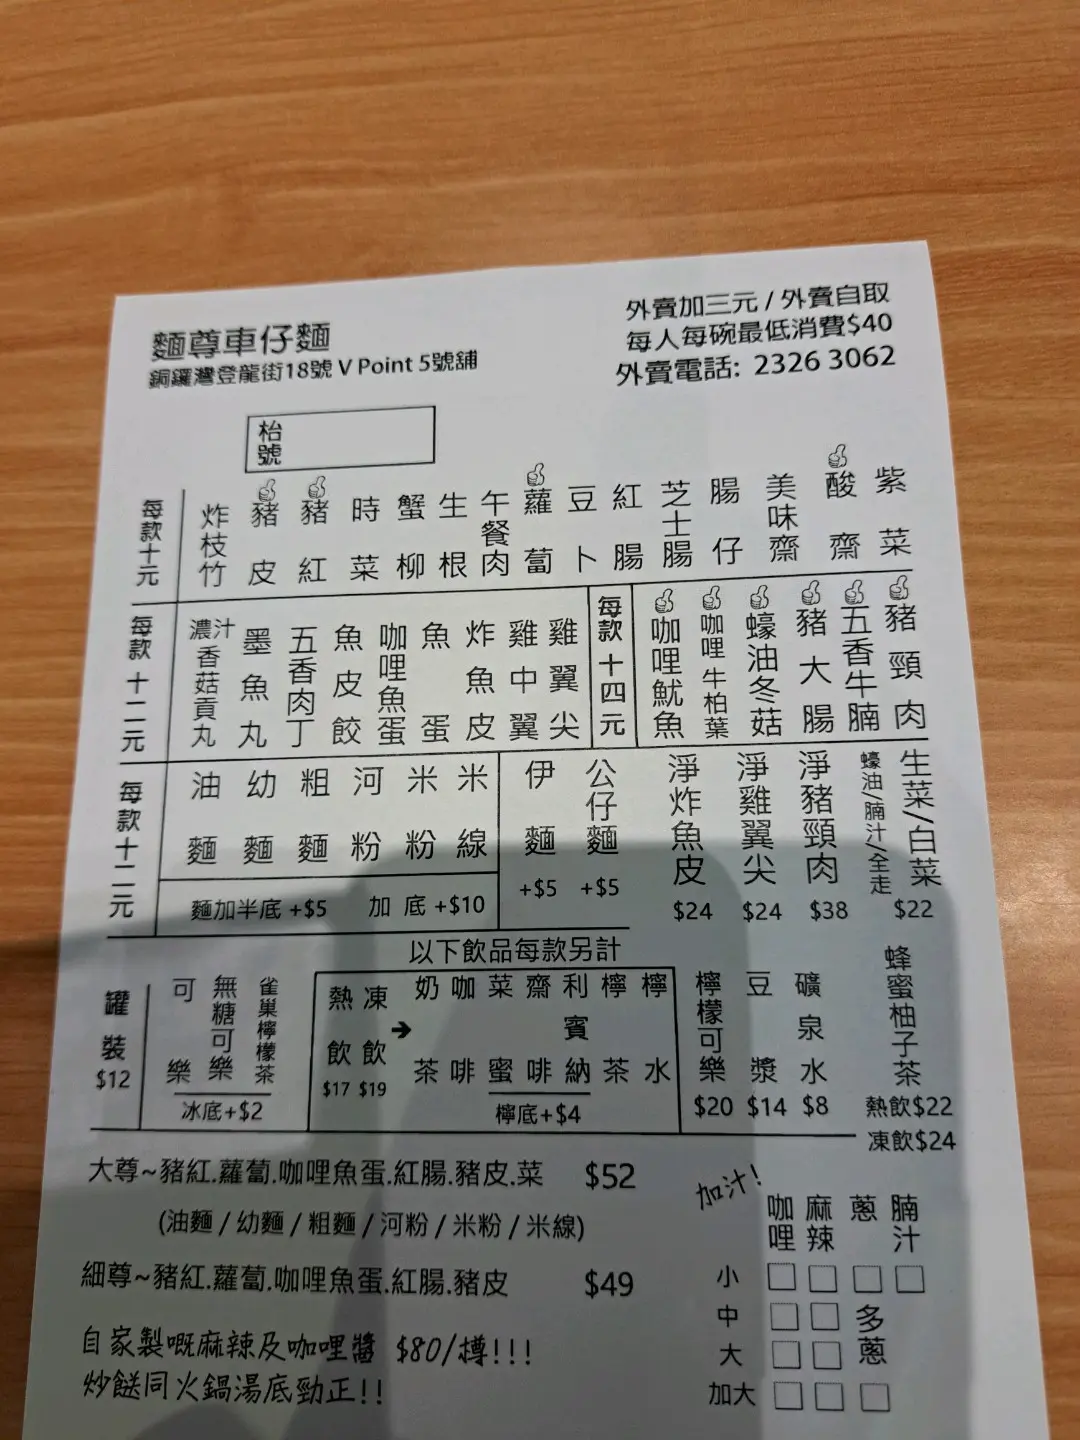 麵尊車仔麵
銅鑼灣登龍街18號 V Point 5號舖
外賣加三元 / 外賣自取
每人每碗最低消費$40
外賣電話: 2326 3062
枱號
每款十元
炸枝竹
豬皮
豬紅
時菜
蟹柳
生根
午餐肉
蘿蔔
豆卜
紅腸
芝士腸
腸仔
美味齋
酸齋
紫菜
每款十二元
濃汁香菇貢丸
墨魚丸
五香肉丁
魚皮餃
咖哩魚蛋
魚蛋
炸魚皮
雞中翼
雞翼尖
每款十四元
咖哩魷魚
咖哩牛柏葉
蠔油冬菇
豬大腸
五香牛腩
豬頸肉
每款十二元
油麵
幼麵
粗麵
河粉
米粉
米線
麵加半底 +$5 加底 +$10
伊麵 +$5
公仔麵 +$5
淨炸魚皮 $24
淨雞翼尖 $24
淨豬頸肉 $38
生菜/白菜
蠔油/腩汁/全走
$22
以下飲品每款另計
罐裝 $12
可樂
無糖可樂
雀巢檸檬茶
冰底+$2
熱飲 $17
凍飲 $19
→
奶茶
咖啡
菜蜜
齋啡
利賓納
檸茶
檸水
檸底+$4
檸檬可樂 $20
豆漿 $14
礦泉水 $8
蜂蜜柚子茶
熱飲$22
凍飲$24
大尊~豬紅.蘿蔔.咖哩魚蛋.紅腸.豬皮.菜 $52
(油麵 / 幼麵 / 粗麵 / 河粉 / 米粉 / 米線)
細尊~豬紅.蘿蔔.咖哩魚蛋.紅腸.豬皮 $49
自家製嘅麻辣及咖哩醬 $80/樽!!!
炒餸同火鍋湯底勁正!!
加汁!
咖哩 麻辣 蔥 腩汁
小
中 多蔥
大
加大